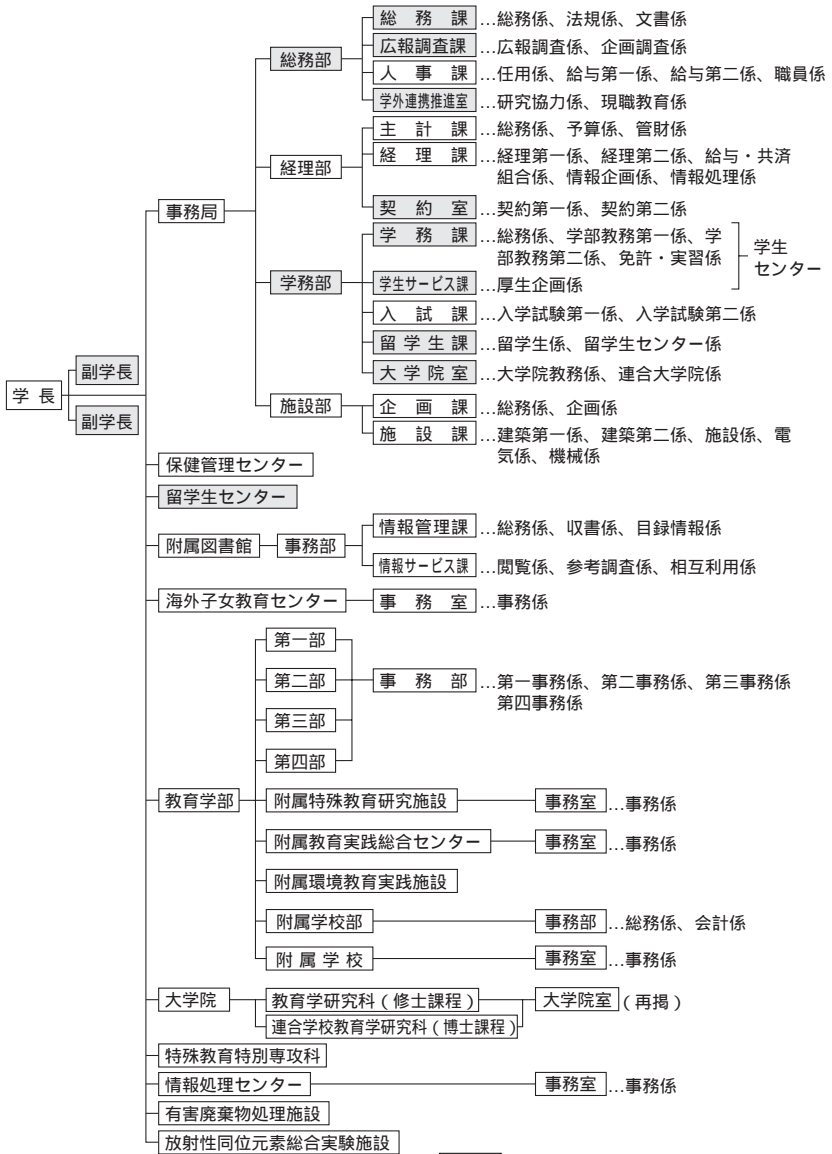 総務課…総務係、法規係、文書係
広報調査課…広報調査係、企画調査係
総務部
人事課…任用係、給与第一係、給与第二係、職員係
学外連携推進室…研究協力係、現職教育係
主計課…総務係、予算係、管財係
経理部
経理課…経理第一係、経理第二係、給与・共済
組合係、情報企画係、情報処理係
事務局
契約室…契約第一係、契約第二係
学務課…総務係、学部教務第一係、学
部教務第二係、免許・実習係
学生
センター
学務部
学生サービス課…厚生企画係
入試課…入学試験第一係、入学試験第二係
留学生課…留学生係、留学生センター係
副学長
大学院室…大学院教務係、連合大学院係
学長
施設部
企画課…総務係、企画係
副学長
施設課…建築第一係、建築第二係、施設係、電
気係、機械係
保健管理センター
留学生センター
情報管理課…総務係、収書係、目録情報係
附属図書館
事務部
情報サービス課…閲覧係、参考調査係、相互利用係
海外子女教育センター
事務室…事務係
第一部
第二部
事務部…第一事務係、第二事務係、第三事務係
第四事務係
第三部
第四部
教育学部
附属特殊教育研究施設
事務室…事務係
附属教育実践総合センター
事務室…事務係
附属環境教育実践施設
附属学校部
事務部…総務係、会計係
附属学校
事務室…事務係
大学院
教育学研究科(修士課程)
大学院室(再掲)
連合学校教育学研究科(博士課程)
特殊教育特別専攻科
情報処理センター
事務室…事務係
有害廃棄物処理施設
放射性同位元素総合実験施設